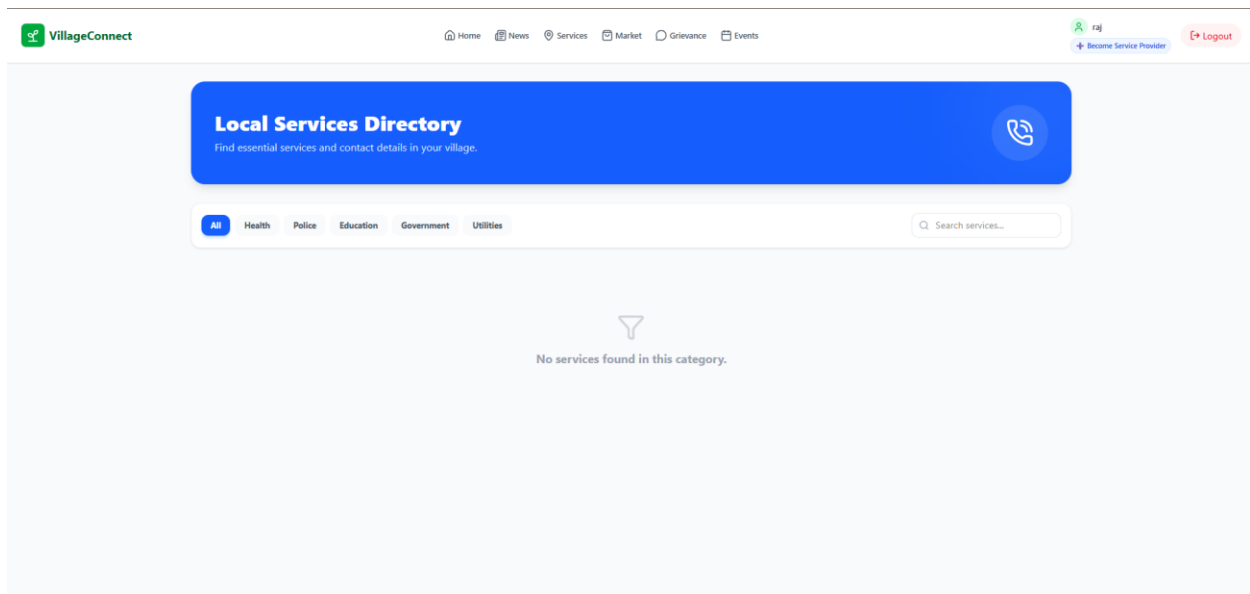 VillageConnect
Home News Services Market Grievance Events
raj
Become Service Provider
Logout
Local Services Directory
Find essential services and contact details in your village.
All Health Police Education Government Utilities
Search services...
No services found in this category.